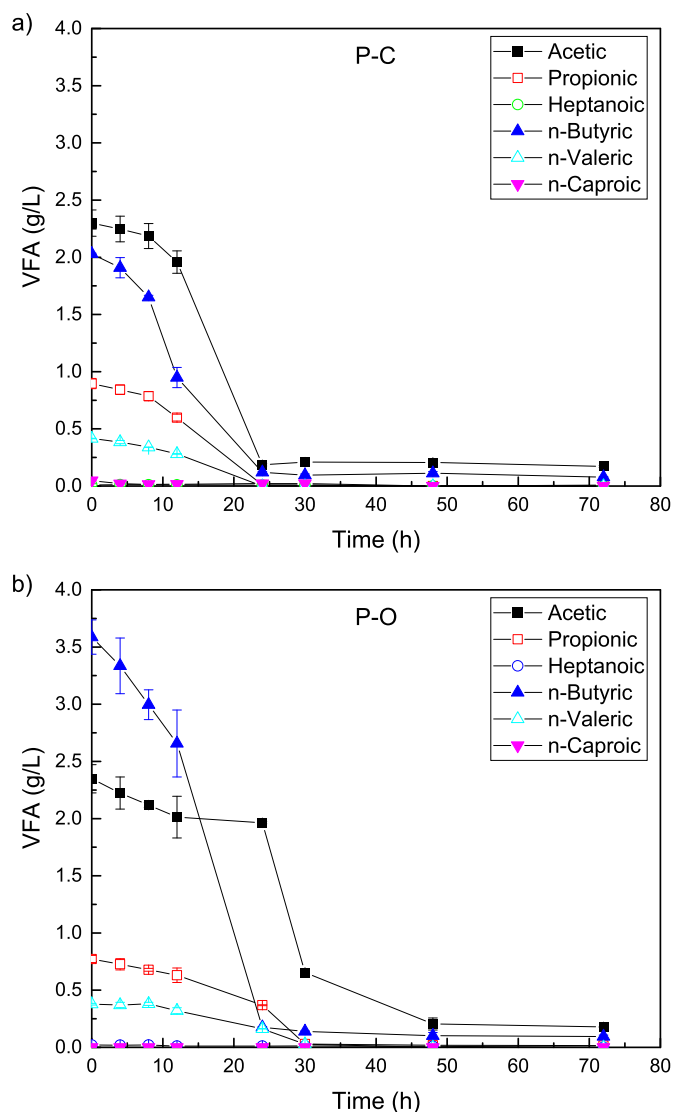 a)
P-C
Acetic
Propionic
Heptanoic
n-Butyric
n-Valeric
n-Caproic
4.0
3.5
3.0
2.5
2.0
1.5
1.0
0.5
0.0
VFA (g/L)
0 10 20 30 40 50 60 70 80
Time (h)
b)
P-O
Acetic
Propionic
Heptanoic
n-Butyric
n-Valeric
n-Caproic
4.0
3.5
3.0
2.5
2.0
1.5
1.0
0.5
0.0
VFA (g/L)
0 10 20 30 40 50 60 70 80
Time (h)